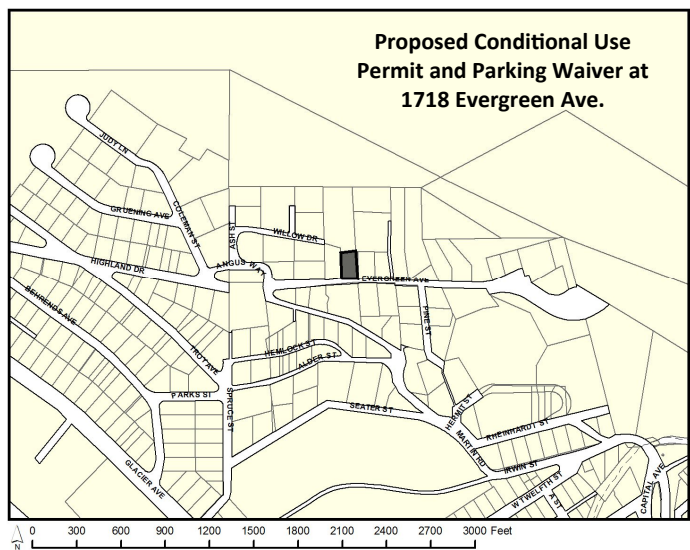 Proposed Conditional Use
Permit and Parking Waiver at
1718 Evergreen Ave.
JUDY LN
GRUENING AVE
COLEMAN ST
ASH ST
WILLOW DR
HIGHLAND DR
ANGUS WAY
EVERGREEN AVE
BEHRENDS AVE
PINE ST
TROY AVE
HEMLOCK ST
ALDER ST
PARKS ST
SPRUCE ST
SEATER ST
HERMIT ST
MARTIN RD
RHEINHARDT ST
IRWIN ST
GLACIER AVE
W TWELFTH ST
A ST
CAPITAL AVE
N
0 300 600 900 1200 1500 1800 2100 2400 2700 3000 Feet